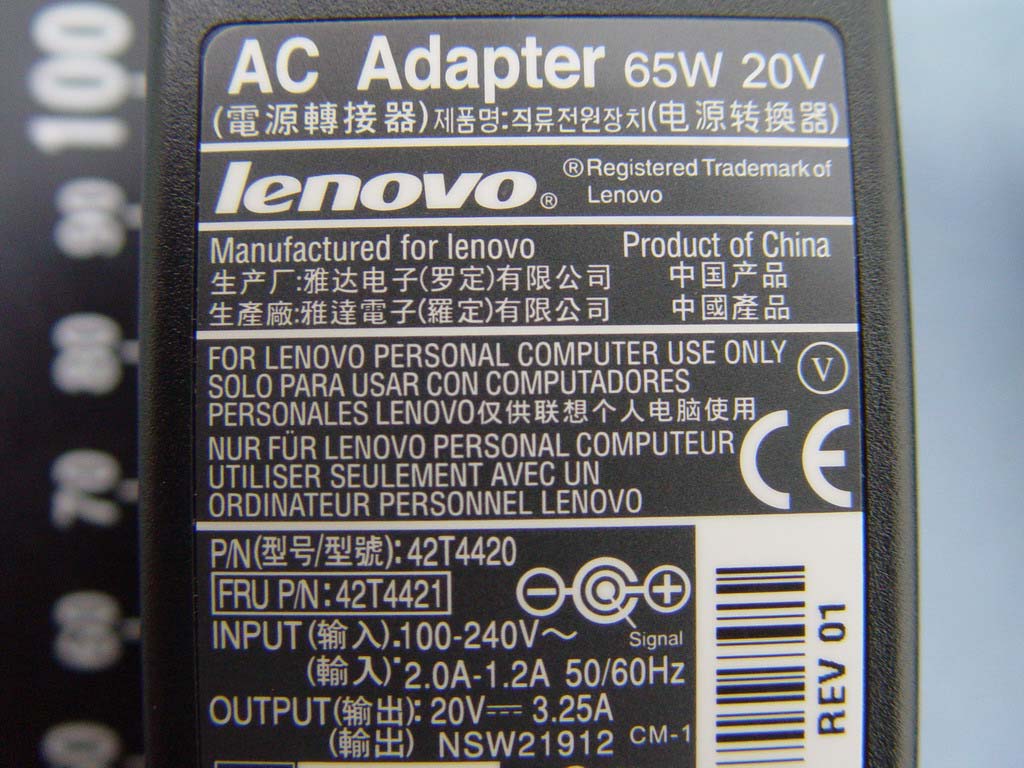 AC Adapter 65W 20V
(電源轉接器)제품명:직류전원장치(电源转换器)
lenovo® ®Registered Trademark of
Lenovo
Manufactured for lenovo Product of China
生产厂:雅达电子(罗定)有限公司 中国产品
生產廠:雅達電子(羅定)有限公司 中國產品
FOR LENOVO PERSONAL COMPUTER USE ONLY V
SOLO PARA USAR CON COMPUTADORES
PERSONALES LENOVO仅供联想个人电脑使用
NUR FÜR LENOVO PERSONAL COMPUTEUR
UTILISER SEULEMENT AVEC UN
ORDINATEUR PERSONNEL LENOVO
CE
P/N(型号/型號):42T4420
FRU P/N:42T4421
Signal
INPUT(输入):100-240V~
(輸入) 2.0A-1.2A 50/60Hz
OUTPUT(输出):20V⎓3.25A
(輸出) NSW21912 CM-1
REV 01
100
90
80
70
60